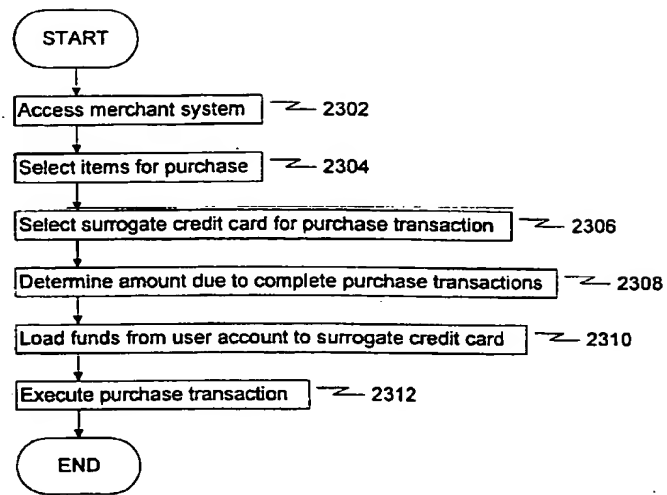 START
Access merchant system 2302
Select items for purchase 2304
Select surrogate credit card for purchase transaction 2306
Determine amount due to complete purchase transactions 2308
Load funds from user account to surrogate credit card 2310
Execute purchase transaction 2312
END